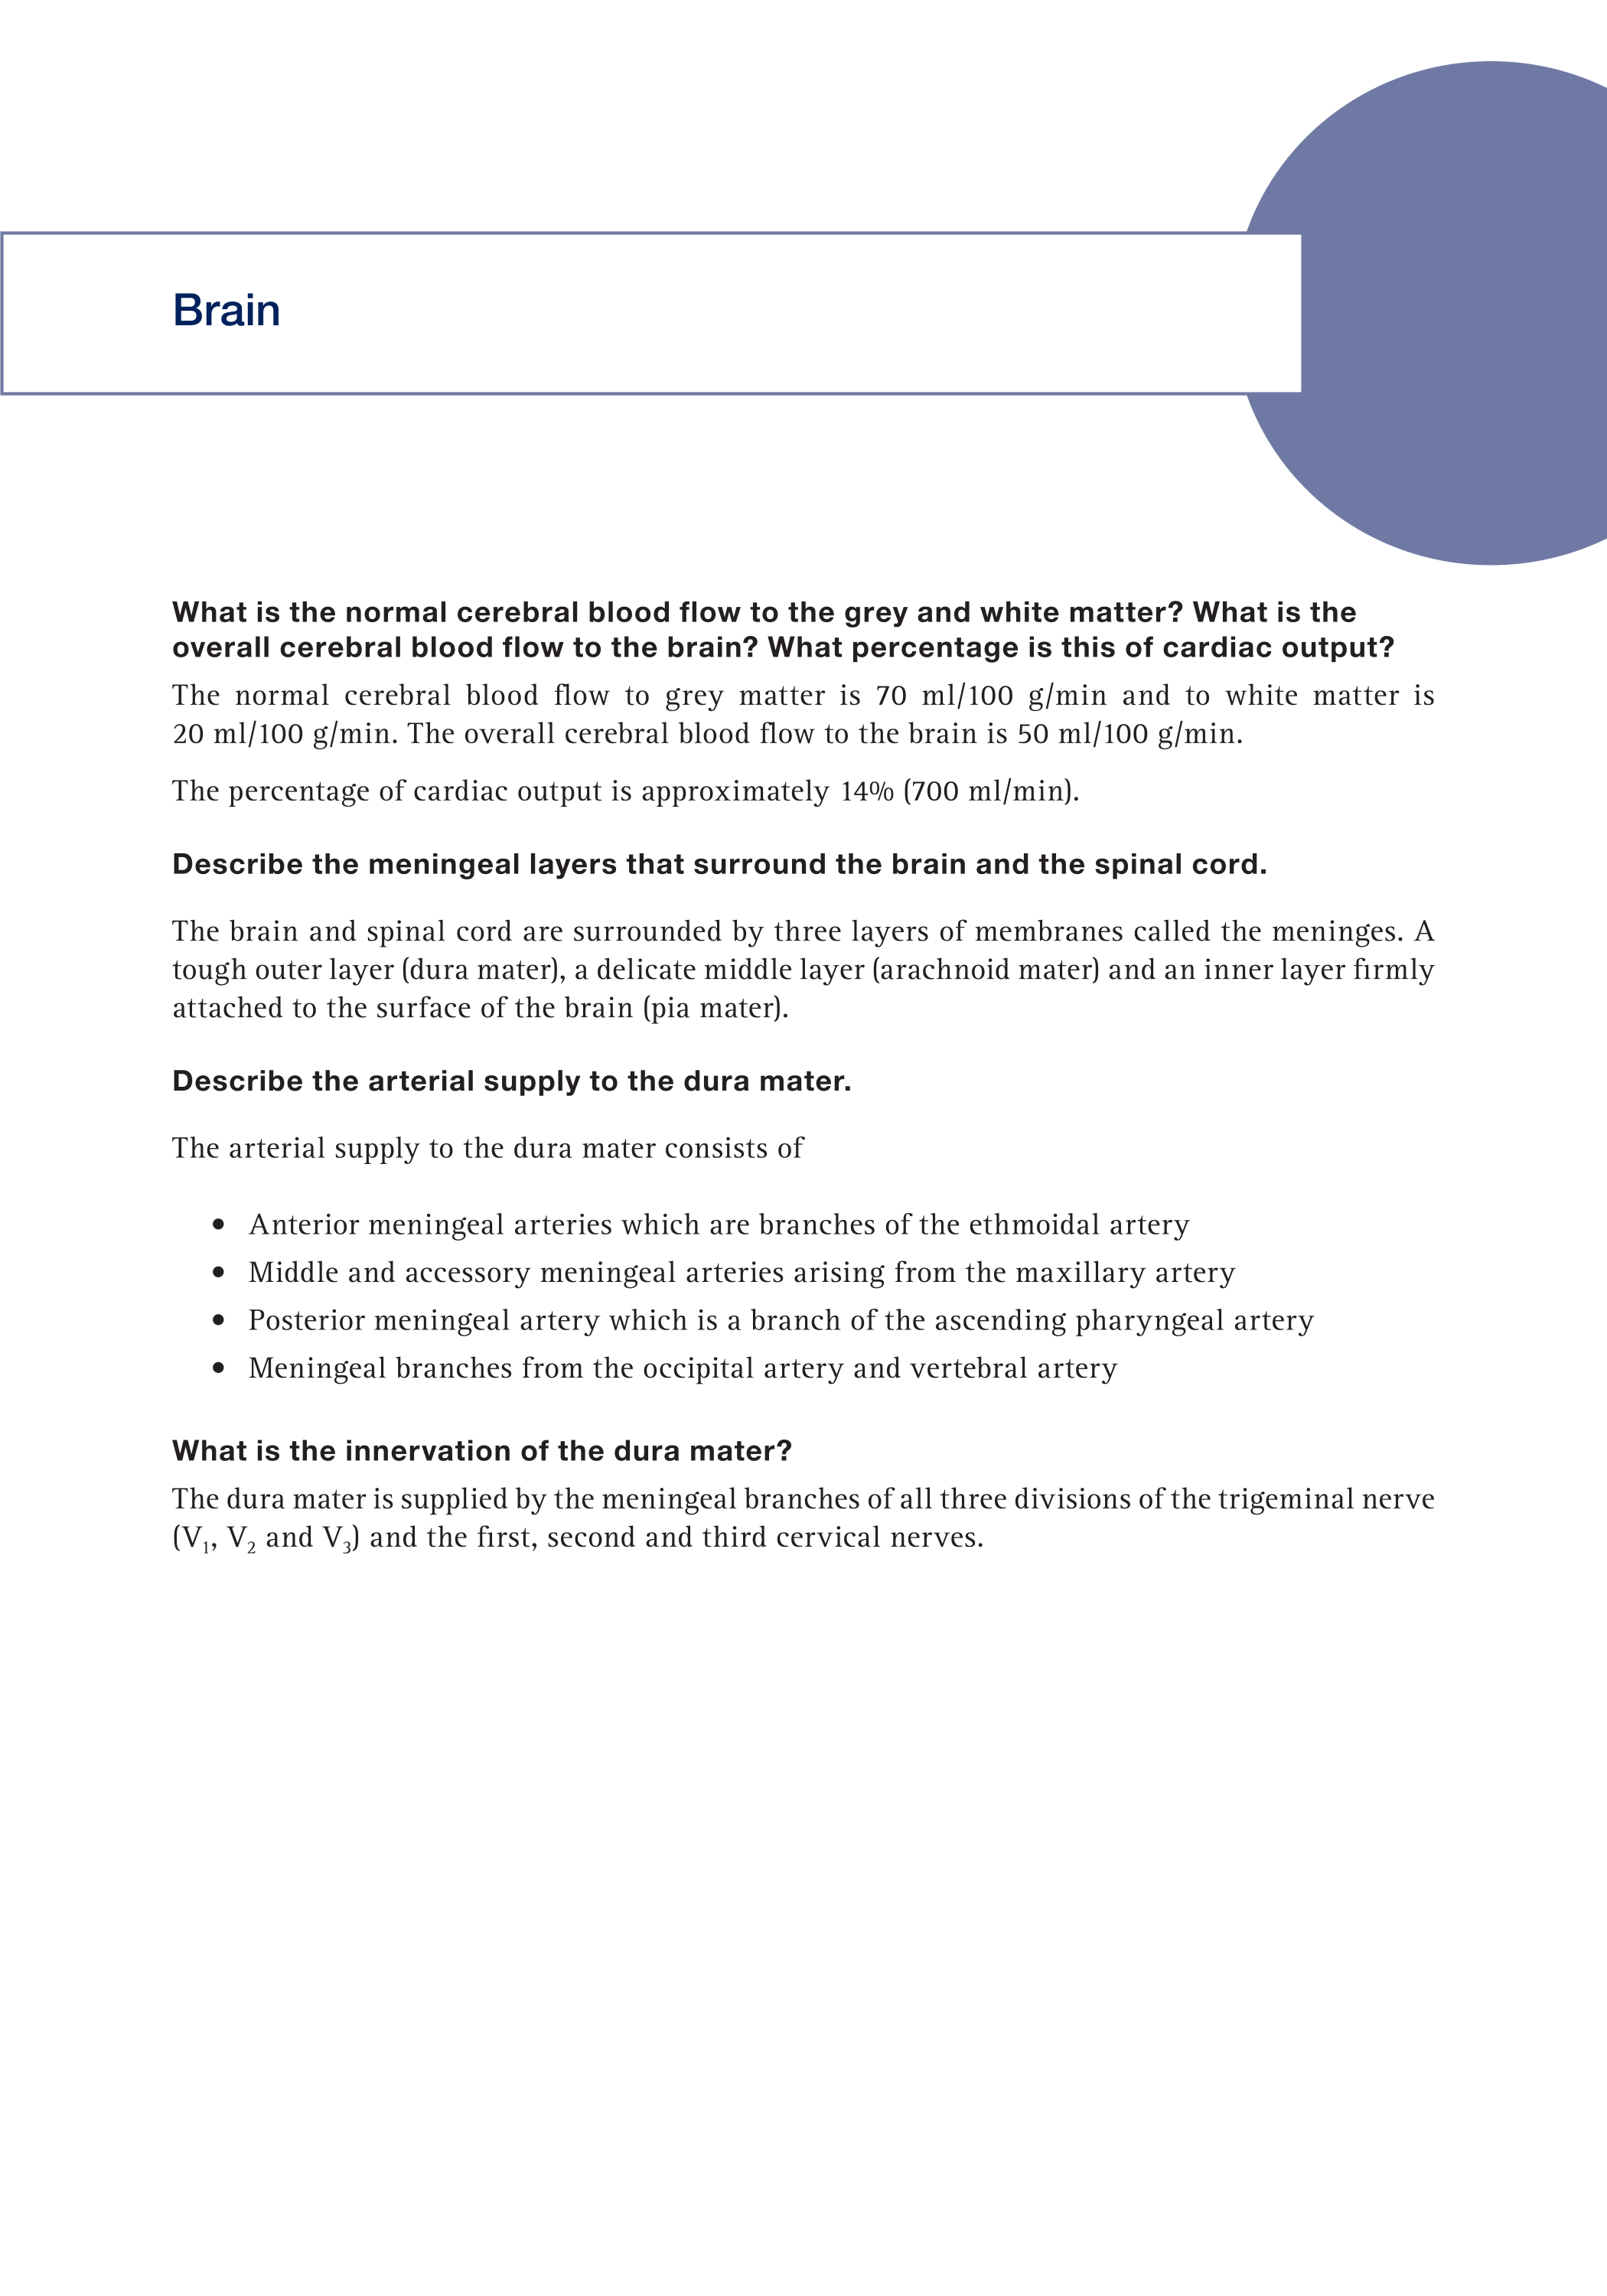 Brain
What is the normal cerebral blood flow to the grey and white matter? What is the
overall cerebral blood flow to the brain? What percentage is this of cardiac output?
The normal cerebral blood flow to grey matter is 70 ml/100 g/min and to white matter is
20 ml/100 g/min. The overall cerebral blood flow to the brain is 50 ml/100 g/min.
The percentage of cardiac output is approximately 14% (700 ml/min).
Describe the meningeal layers that surround the brain and the spinal cord.
The brain and spinal cord are surrounded by three layers of membranes called the meninges. A
tough outer layer (dura mater), a delicate middle layer (arachnoid mater) and an inner layer firmly
attached to the surface of the brain (pia mater).
Describe the arterial supply to the dura mater.
The arterial supply to the dura mater consists of
• Anterior meningeal arteries which are branches of the ethmoidal artery
• Middle and accessory meningeal arteries arising from the maxillary artery
• Posterior meningeal artery which is a branch of the ascending pharyngeal artery
• Meningeal branches from the occipital artery and vertebral artery
What is the innervation of the dura mater?
The dura mater is supplied by the meningeal branches of all three divisions of the trigeminal nerve
(V₁, V₂ and V₃) and the first, second and third cervical nerves.